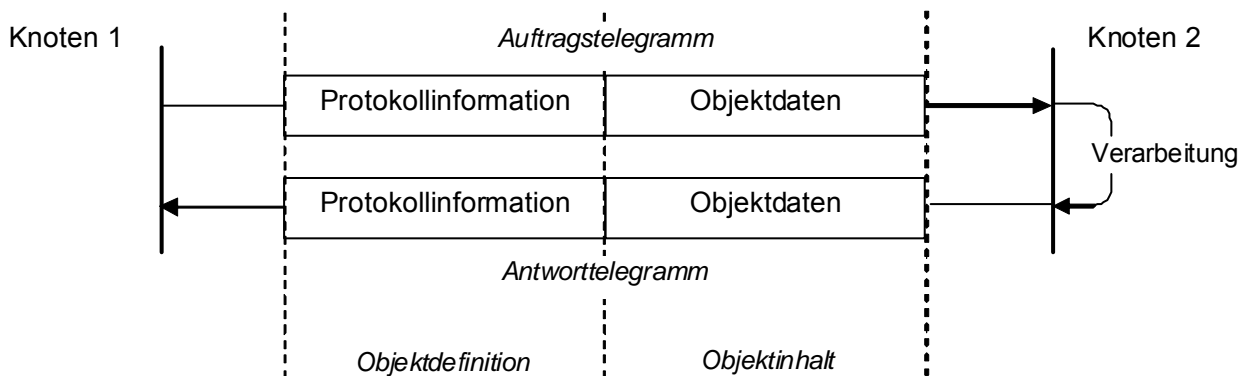 Knoten 1
Auftragstelegramm
Knoten 2
Protokollinformation
Objektdaten
Verarbeitung
Protokollinformation
Objektdaten
Antworttelegramm
Objektdefinition
Objektinhalt